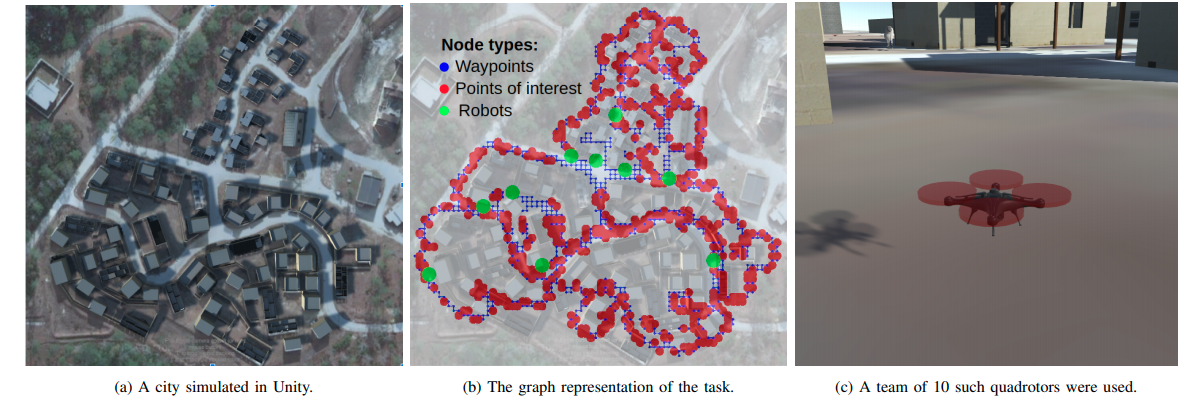 Node types:
Waypoints
Points of interest
Robots
(a) A city simulated in Unity.
(b) The graph representation of the task.
(c) A team of 10 such quadrotors were used.